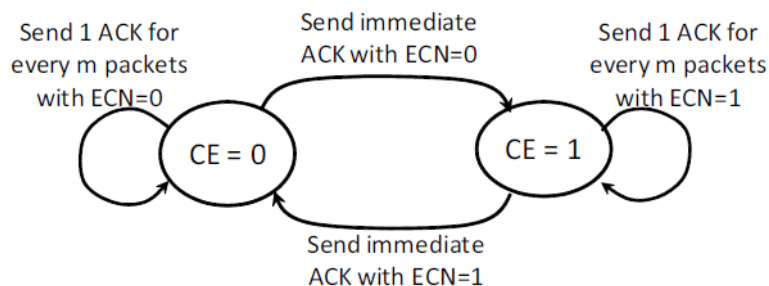 Send 1 ACK for
every m packets
with ECN=0
Send immediate
ACK with ECN=0
Send 1 ACK for
every m packets
with ECN=1
CE = 0
CE = 1
Send immediate
ACK with ECN=1